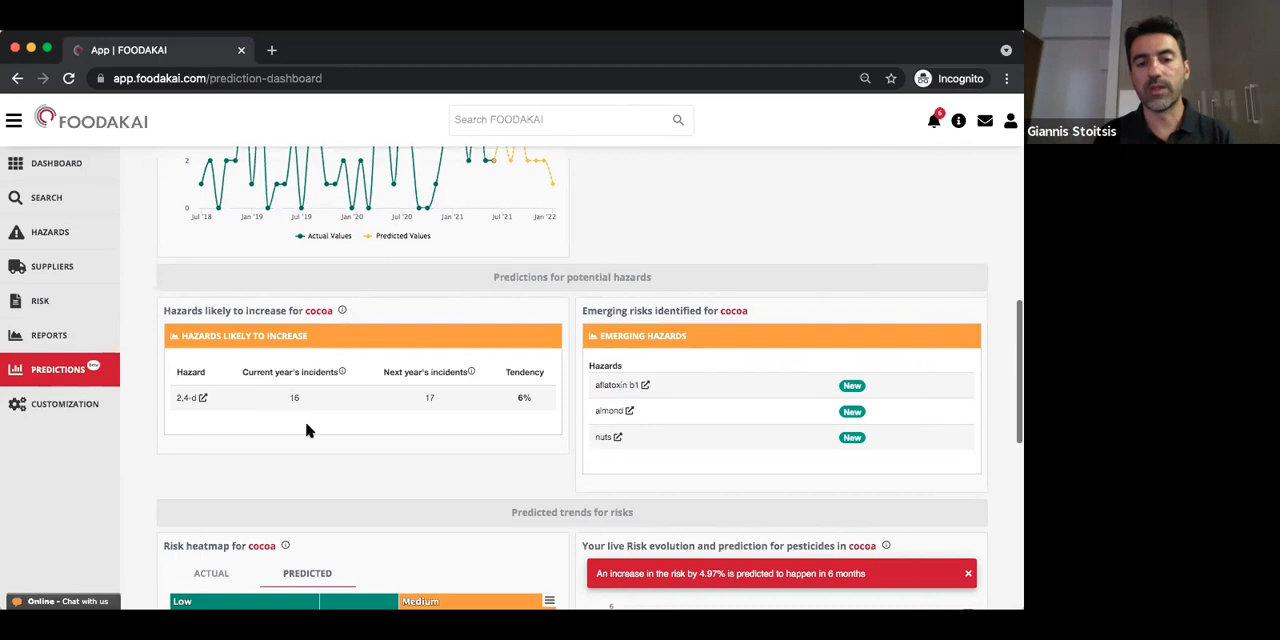 App | FOODAKAI
app.foodakai.com/prediction-dashboard
Incognito
Giannis Stoitsis
FOODAKAI
Search FOODAKAI
6
DASHBOARD
SEARCH
HAZARDS
SUPPLIERS
RISK
REPORTS
PREDICTIONS Beta
CUSTOMIZATION
2
0
Jul '18 Jan '19 Jul '19 Jan '20 Jul '20 Jan '21 Jul '21 Jan '22
Actual Values Predicted Values
Predictions for potential hazards
Hazards likely to increase for cocoa
HAZARDS LIKELY TO INCREASE
Hazard Current year's incidents Next year's incidents Tendency
2,4-d 16 17 6%
Emerging risks identified for cocoa
EMERGING HAZARDS
Hazards
aflatoxin b1 New
almond New
nuts New
Predicted trends for risks
Risk heatmap for cocoa
ACTUAL PREDICTED
Low Medium
Your live Risk evolution and prediction for pesticides in cocoa
An increase in the risk by 4.97% is predicted to happen in 6 months
6
Online - Chat with us